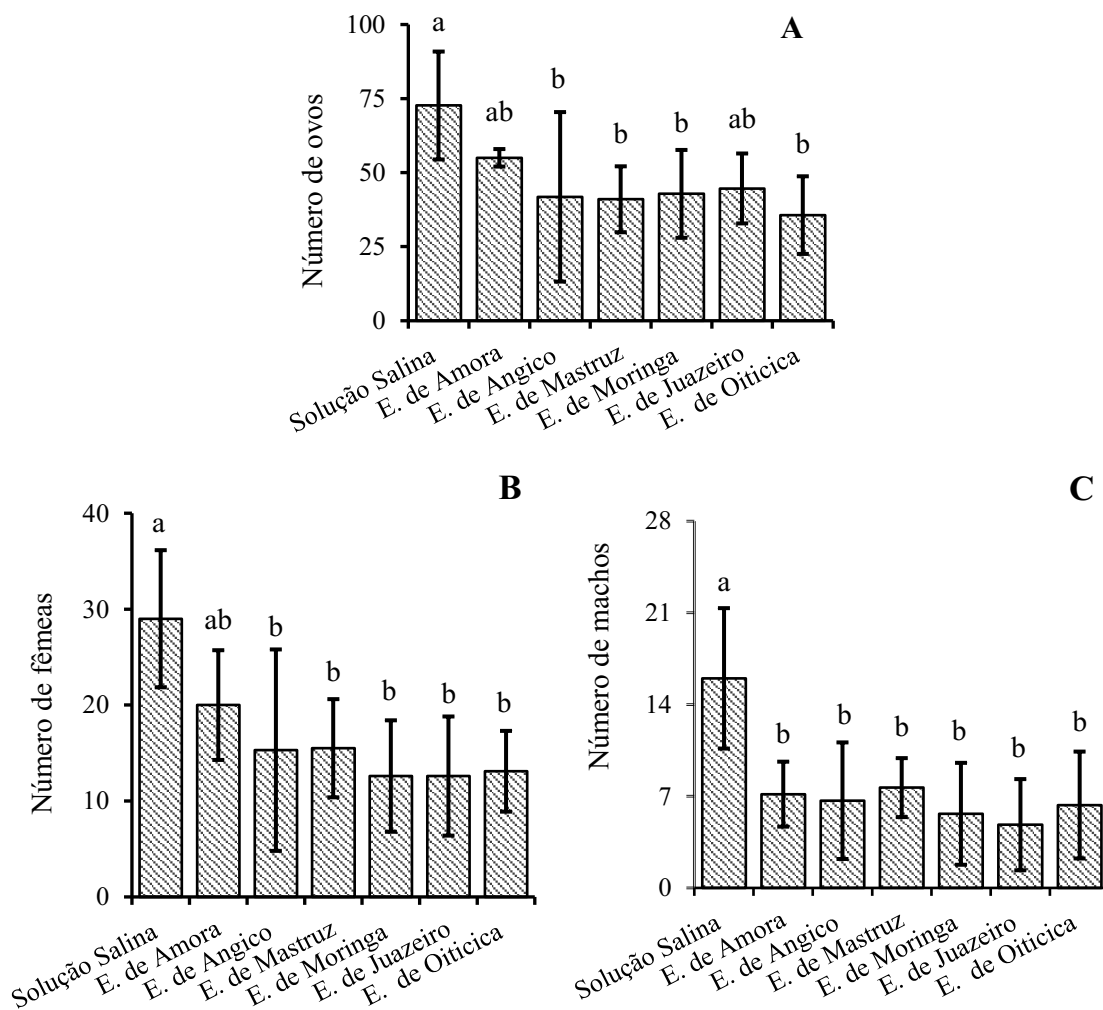 A
Número de ovos
100
75
50
25
0
a
ab
b
b
b
ab
b
Solução Salina
E. de Amora
E. de Angico
E. de Mastruz
E. de Moringa
E. de Juazeiro
E. de Oiticica
B
Número de fêmeas
40
30
20
10
0
a
ab
b
b
b
b
b
Solução Salina
E. de Amora
E. de Angico
E. de Mastruz
E. de Moringa
E. de Juazeiro
E. de Oiticica
C
Número de machos
28
21
14
7
0
a
b
b
b
b
b
b
Solução Salina
E. de Amora
E. de Angico
E. de Mastruz
E. de Moringa
E. de Juazeiro
E. de Oiticica